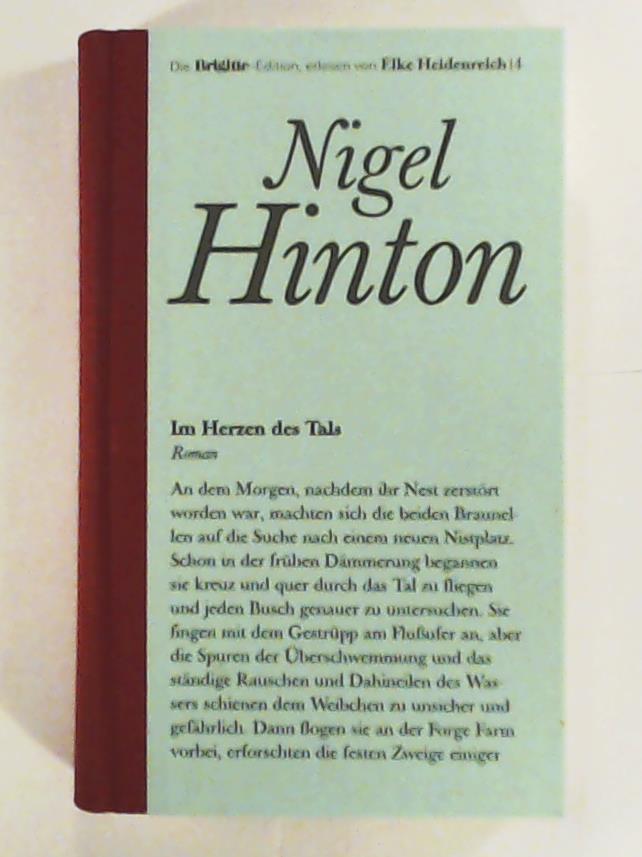 Die Brigitte Edition, erlesen von Elke Heidenreich | 4
Nigel
Hinton
Im Herzen des Tals
Roman
An dem Morgen, nachdem ihr Nest zerstört
worden war, machten sich die beiden Braunel-
len auf die Suche nach einem neuen Nistplatz.
Schon in der frühen Dämmerung begannen
sie kreuz und quer durch das Tal zu fliegen
und jeden Busch genauer zu untersuchen. Sie
fingen mit dem Gestrüpp am Flußufer an, aber
die Spuren der Überschwemmung und das
ständige Rauschen und Dahineilen des Was-
sers schienen dem Weibchen zu unsicher und
gefährlich. Dann flogen sie an der Forge Farm
vorbei, erforschten die festen Zweige einiger